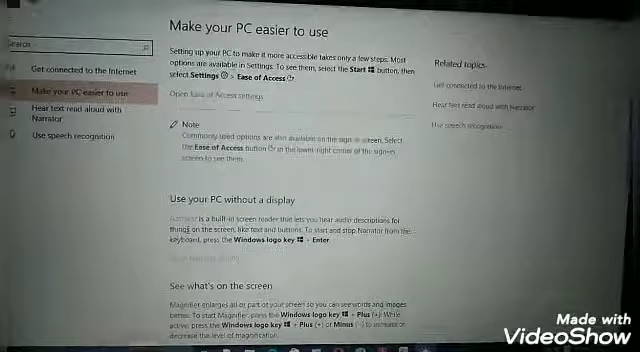 Make your PC easier to use
Search
Setting up your PC to make it more accessible takes only a few steps. Most
options are available in Settings. To see them, select the Start button, then
select Settings > Ease of Access
Related topics
Get connected to the Internet
Get connected to the Internet
Make your PC easier to use
Open Ease of Access settings
Hear text read aloud with
Narrator
Hear text read aloud with Narrator
Note
Use speech recognition
Use speech recognition
Commonly used options are also available on the sign-in screen. Select
the Ease of Access button in the lower-right corner of the sign-in
screen to see them.
Use your PC without a display
Narrator is a built-in screen reader that lets you hear audio descriptions for
things on the screen, like text and buttons. To start and stop Narrator from the
keyboard, press the Windows logo key + Enter.
See what's on the screen
Magnifier enlarges all or part of your screen so you can see words and images
better. To start Magnifier, press the Windows logo key + Plus (+). While
active, press the Windows logo key + Plus (+) or Minus (-) to increase or
decrease the level of magnification.
Made with
VideoShow